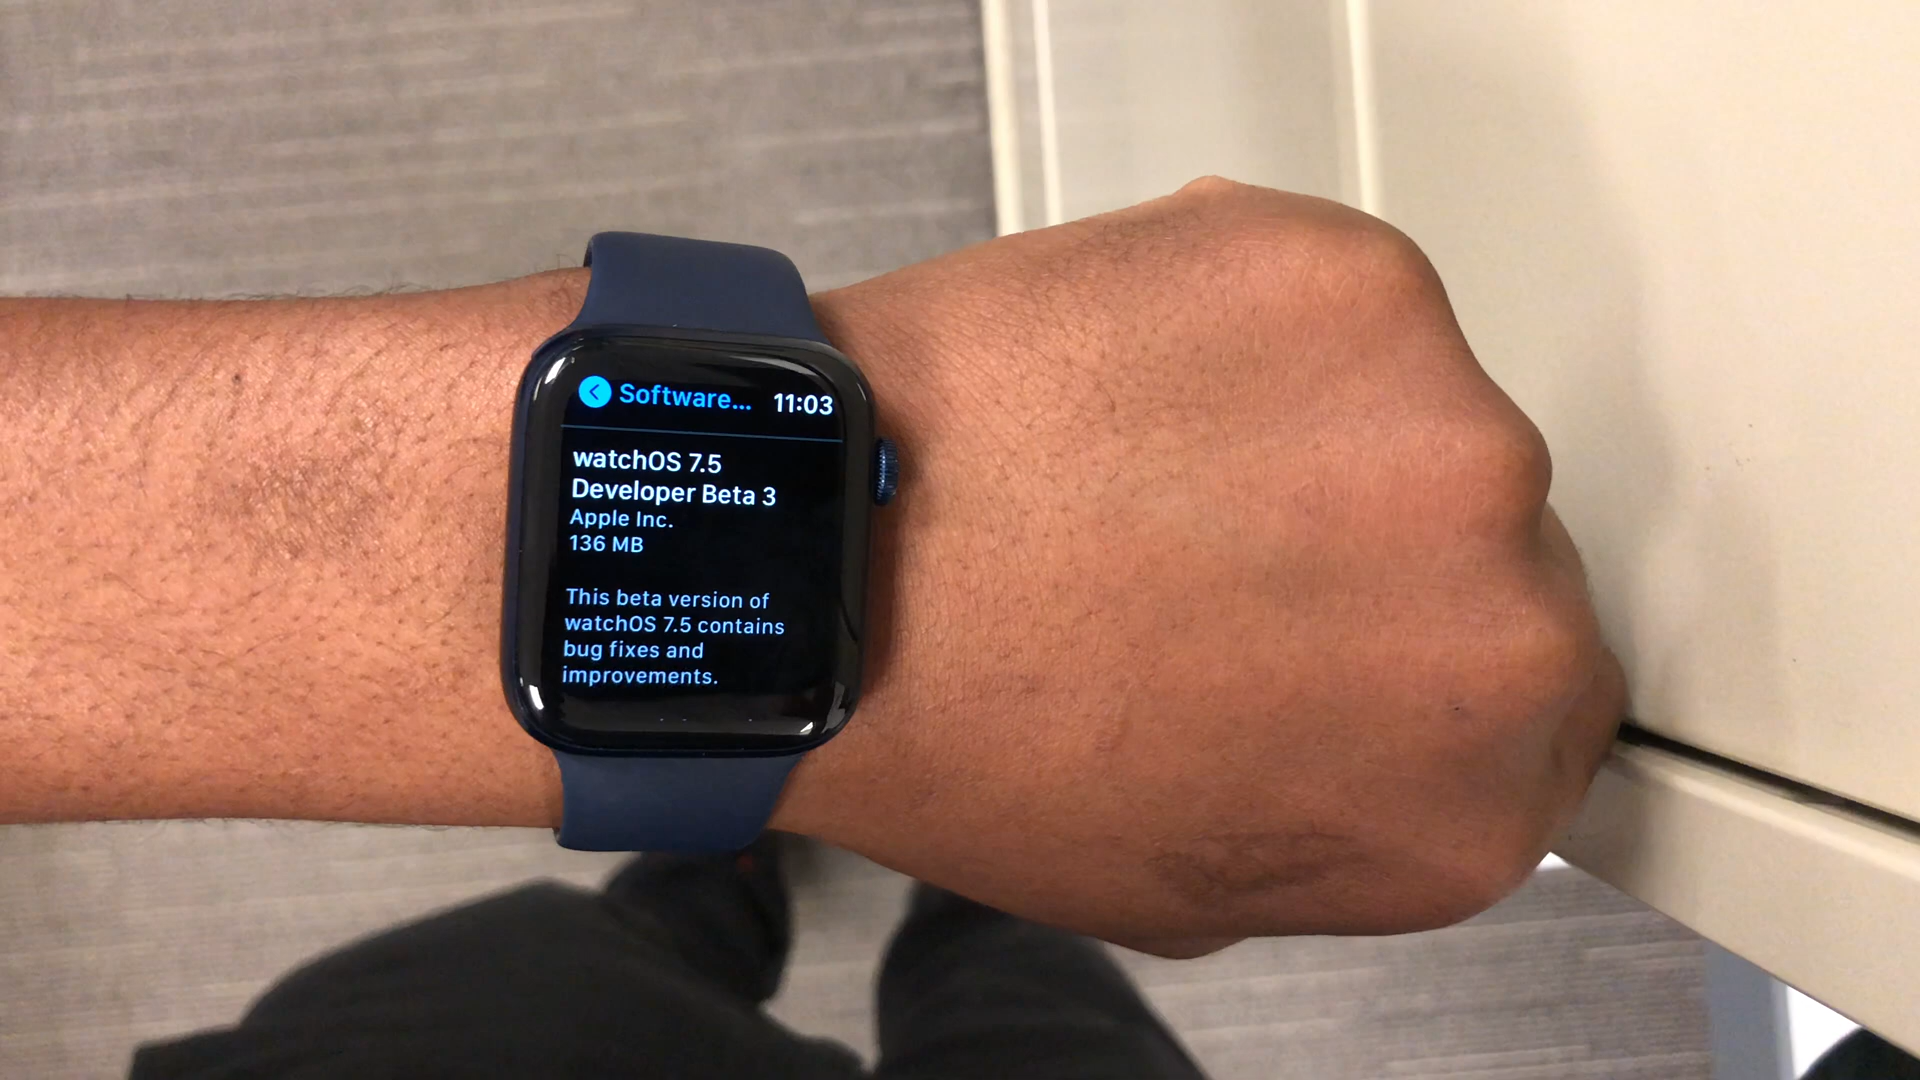 Software...
11:03
watchOS 7.5
Developer Beta 3
Apple Inc.
136 MB
This beta version of
watchOS 7.5 contains
bug fixes and
improvements.